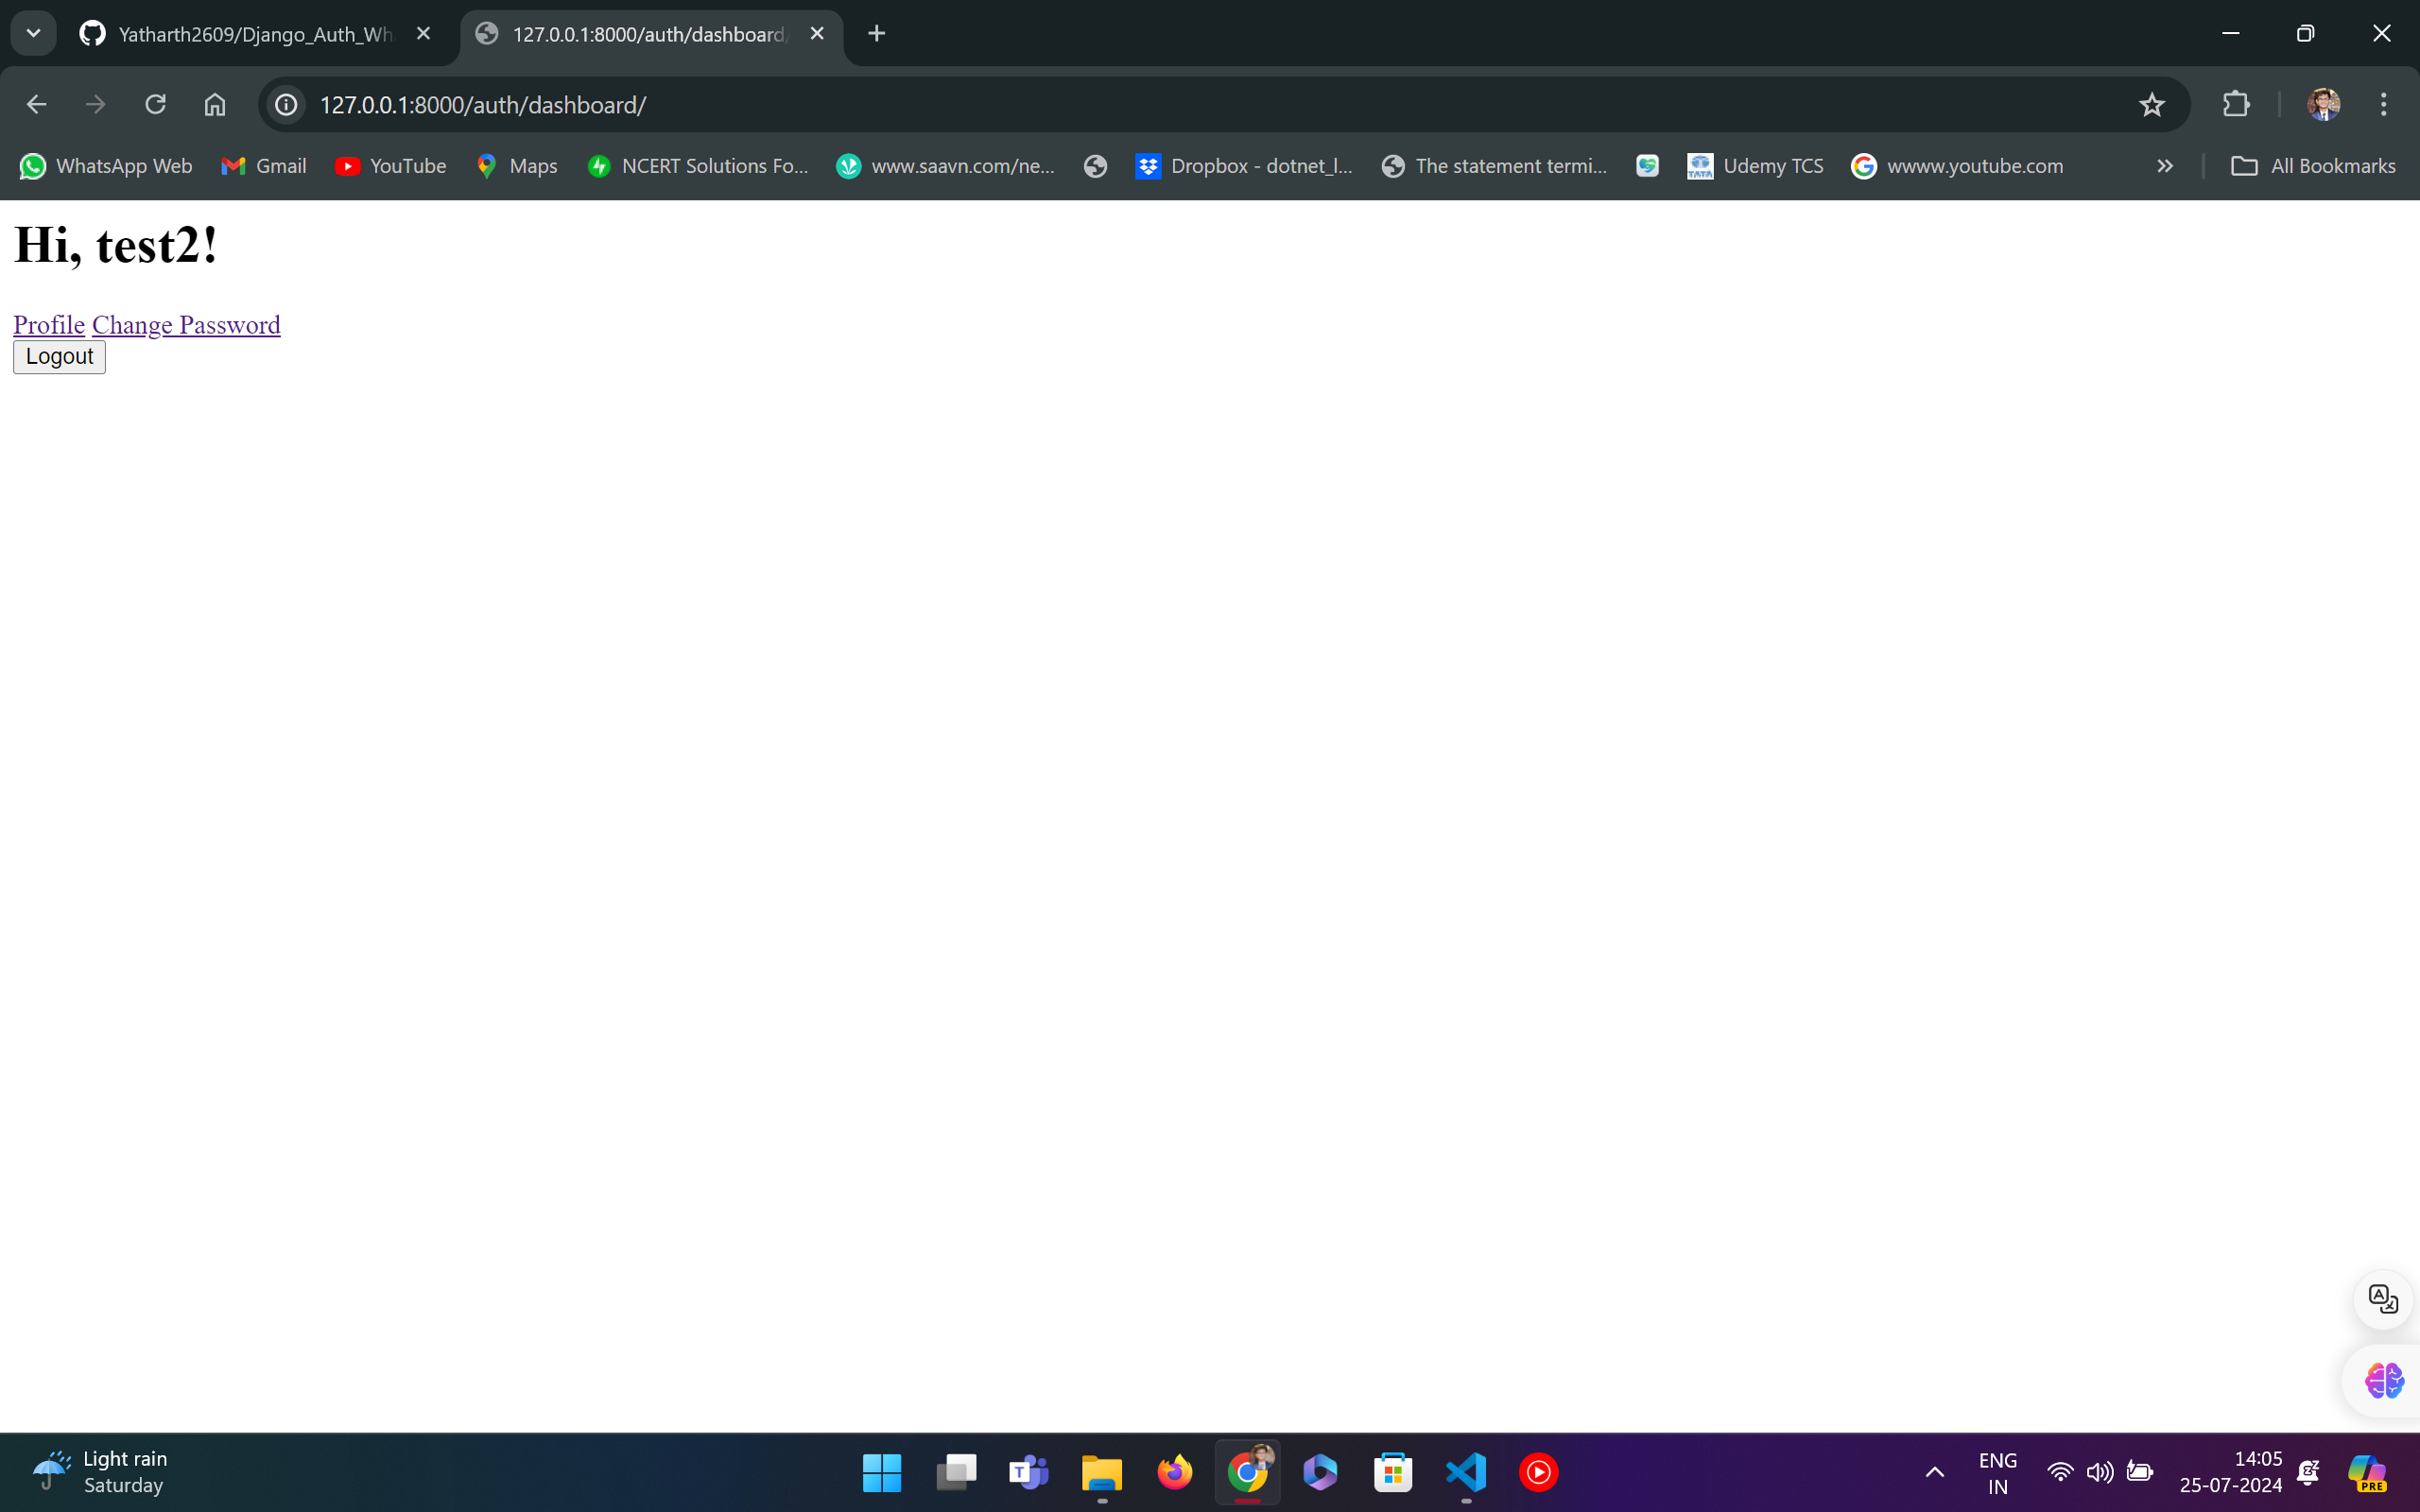 Yatharth2609/Django_Auth_Wh
127.0.0.1:8000/auth/dashboard/
127.0.0.1:8000/auth/dashboard/
WhatsApp Web Gmail YouTube Maps NCERT Solutions Fo... www.saavn.com/ne... Dropbox - dotnet_l... The statement termi... TATA Udemy TCS wwww.youtube.com All Bookmarks
Hi, test2!
Profile Change Password
Logout
Light rain
Saturday
ENG
IN
14:05
25-07-2024
PRE